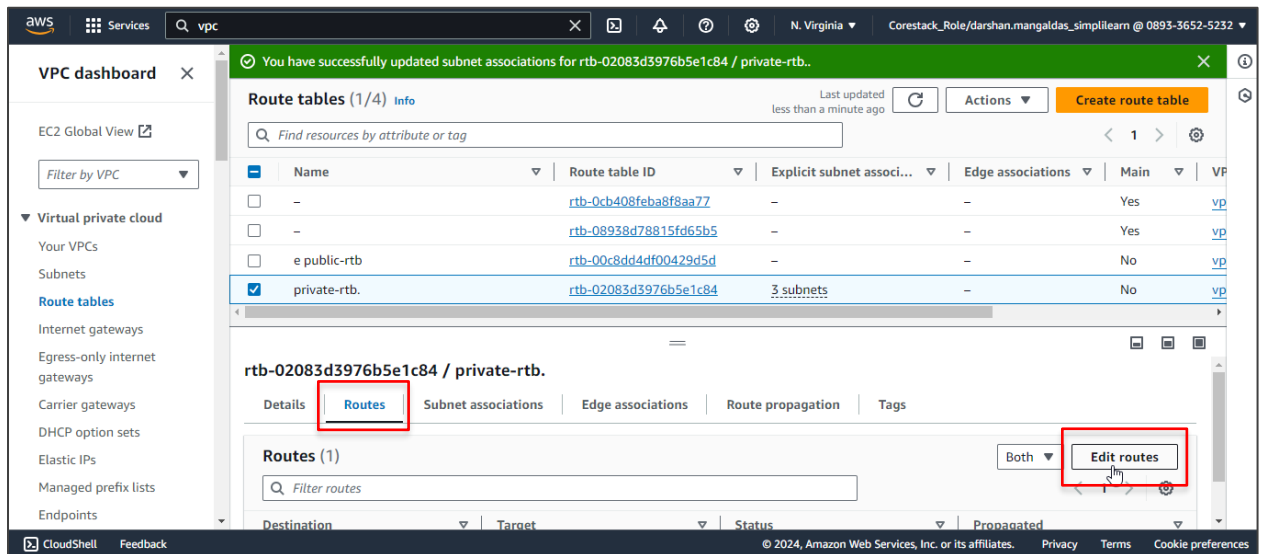 aws Services vpc N. Virginia ▼ Corestack_Role/darshan.mangaldas_simplilearn @ 0893-3652-5232 ▼
VPC dashboard
EC2 Global View
Filter by VPC
Virtual private cloud
Your VPCs
Subnets
Route tables
Internet gateways
Egress-only internet
gateways
Carrier gateways
DHCP option sets
Elastic IPs
Managed prefix lists
Endpoints
You have successfully updated subnet associations for rtb-02083d3976b5e1c84 / private-rtb..
Route tables (1/4) Info
Last updated
less than a minute ago
Actions Create route table
Find resources by attribute or tag
1
Name Route table ID Explicit subnet associ... Edge associations Main VP
– rtb-0cb408feba8f8aa77 – – Yes vp
– rtb-08938d78815fd65b5 – – Yes vp
e public-rtb rtb-00c8dd4df00429d5d – – No vp
private-rtb. rtb-02083d3976b5e1c84 3 subnets – No vp
rtb-02083d3976b5e1c84 / private-rtb.
Details Routes Subnet associations Edge associations Route propagation Tags
Routes (1)
Both Edit routes
Filter routes
1
Destination Target Status Propagated
CloudShell Feedback © 2024, Amazon Web Services, Inc. or its affiliates. Privacy Terms Cookie preferences